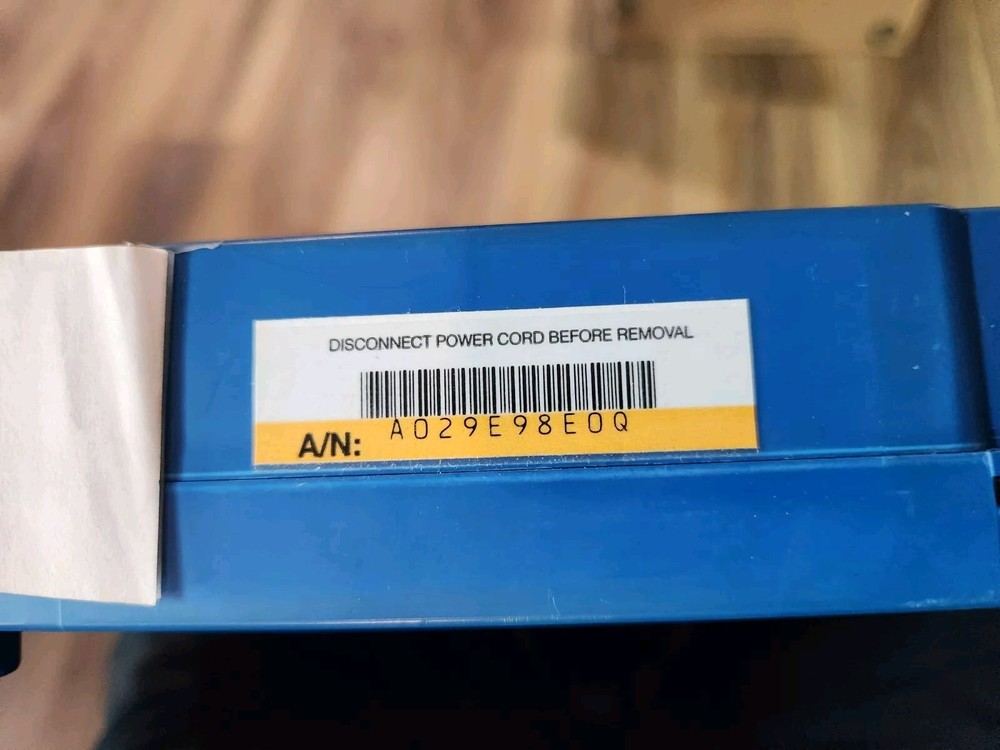 DISCONNECT POWER CORD BEFORE REMOVAL
A/N: A029E98E0Q